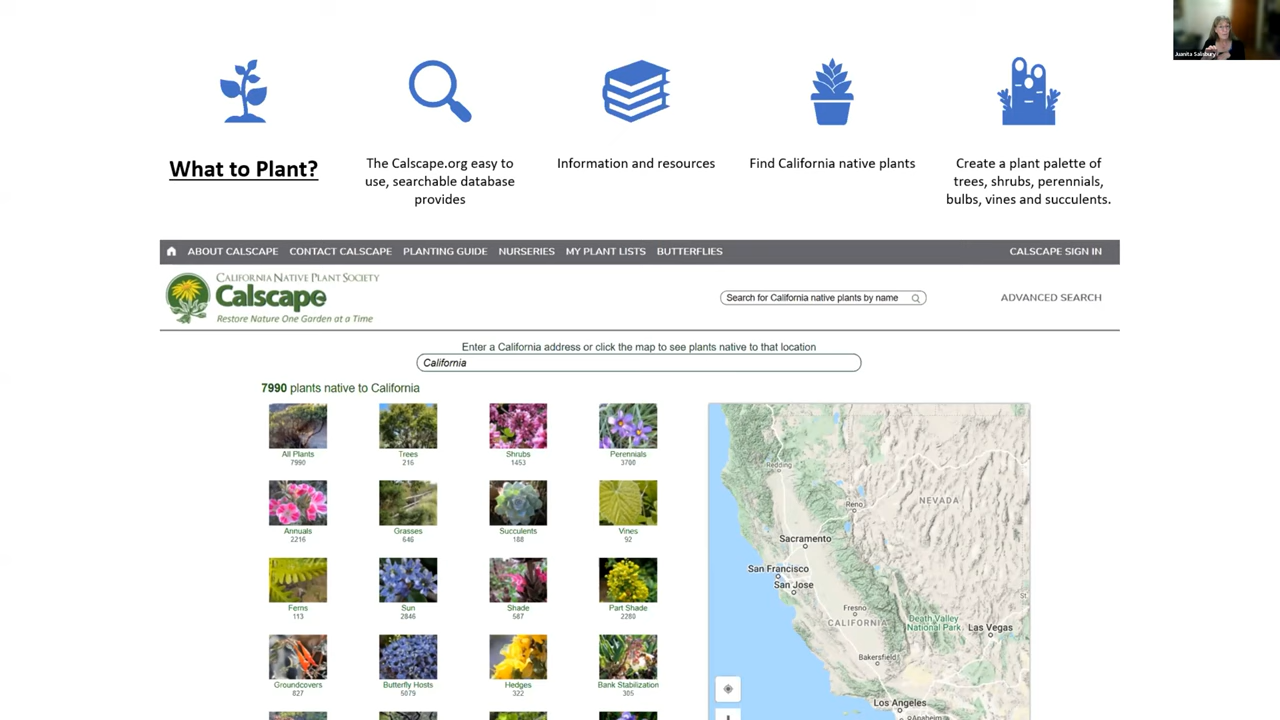 Juanita Salsbury
What to Plant?
The Calscape.org easy to
use, searchable database
provides
Information and resources
Find California native plants
Create a plant palette of
trees, shrubs, perennials,
bulbs, vines and succulents.
ABOUT CALSCAPE CONTACT CALSCAPE PLANTING GUIDE NURSERIES MY PLANT LISTS BUTTERFLIES CALSCAPE SIGN IN
CALIFORNIA NATIVE PLANT SOCIETY
Calscape
Restore Nature One Garden at a Time
Search for California native plants by name
ADVANCED SEARCH
Enter a California address or click the map to see plants native to that location
California
7990 plants native to California
All Plants
7990
Trees
216
Shrubs
1453
Perennials
3700
Annuals
2216
Grasses
646
Succulents
188
Vines
92
Ferns
113
Sun
2846
Shade
587
Part Shade
2280
Groundcovers
827
Butterfly Hosts
5079
Hedges
322
Bank Stabilization
305
Redding
NEVADA
Reno
Sacramento
San Francisco
San Jose
Fresno
CALIFORNIA
Death Valley
National Park
Las Vegas
St
Bakersfield
Los Angeles
Anaheim